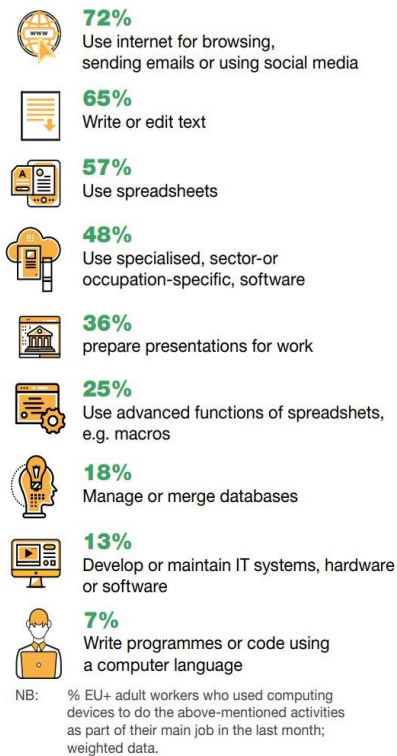 www
72%
Use internet for browsing,
sending emails or using social media
65%
Write or edit text
A
57%
Use spreadsheets
48%
Use specialised, sector-or
occupation-specific, software
36%
prepare presentations for work
25%
Use advanced functions of spreadshets,
e.g. macros
18%
Manage or merge databases
13%
Develop or maintain IT systems, hardware
or software
7%
Write programmes or code using
a computer language
NB: % EU+ adult workers who used computing
devices to do the above-mentioned activities
as part of their main job in the last month;
weighted data.